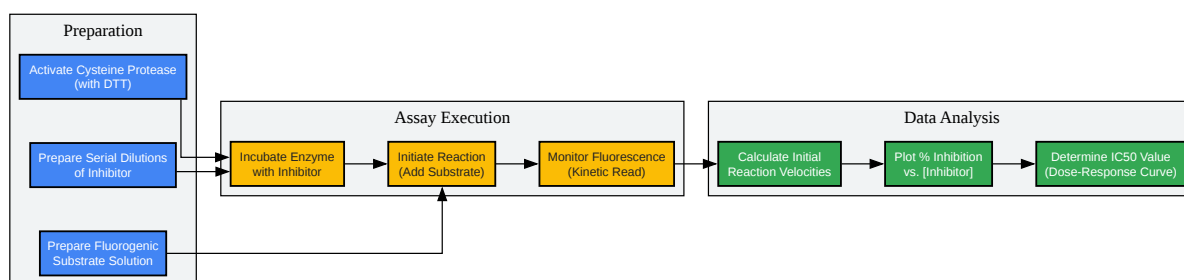 Preparation
Activate Cysteine Protease
(with DTT)
Prepare Serial Dilutions
of Inhibitor
Prepare Fluorogenic
Substrate Solution
Assay Execution
Incubate Enzyme
with Inhibitor
Initiate Reaction
(Add Substrate)
Monitor Fluorescence
(Kinetic Read)
Data Analysis
Calculate Initial
Reaction Velocities
Plot % Inhibition
vs. [Inhibitor]
Determine IC50 Value
(Dose-Response Curve)